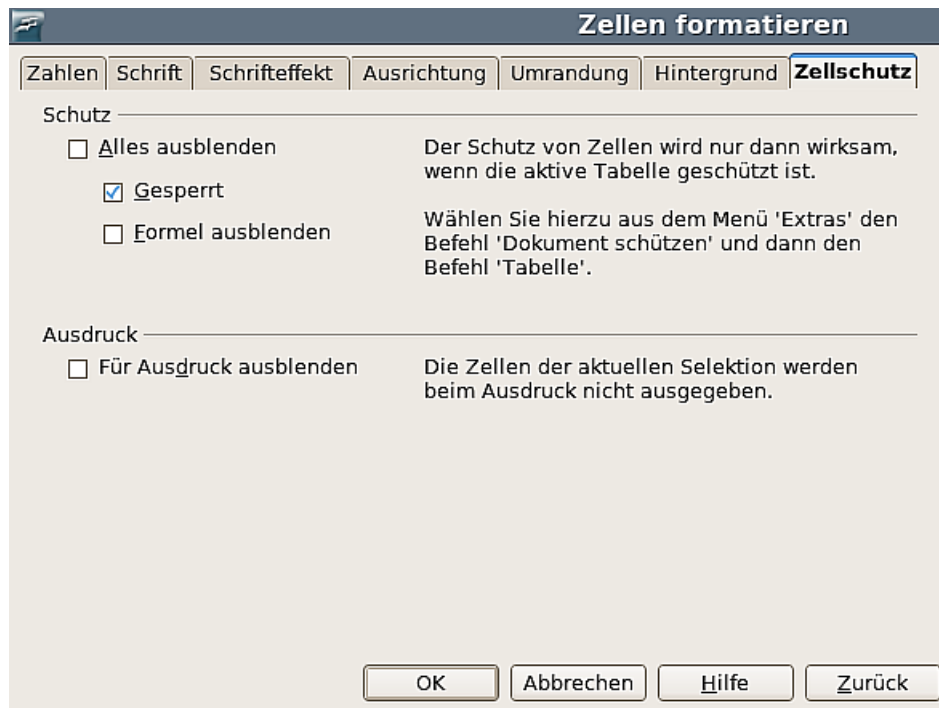 Zellen formatieren
Zahlen Schrift Schrifteffekt Ausrichtung Umrandung Hintergrund Zellschutz
Schutz
Alles ausblenden
Gesperrt
Formel ausblenden
Der Schutz von Zellen wird nur dann wirksam,
wenn die aktive Tabelle geschützt ist.
Wählen Sie hierzu aus dem Menü 'Extras' den
Befehl 'Dokument schützen' und dann den
Befehl 'Tabelle'.
Ausdruck
Für Ausdruck ausblenden
Die Zellen der aktuellen Selektion werden
beim Ausdruck nicht ausgegeben.
OK Abbrechen Hilfe Zurück